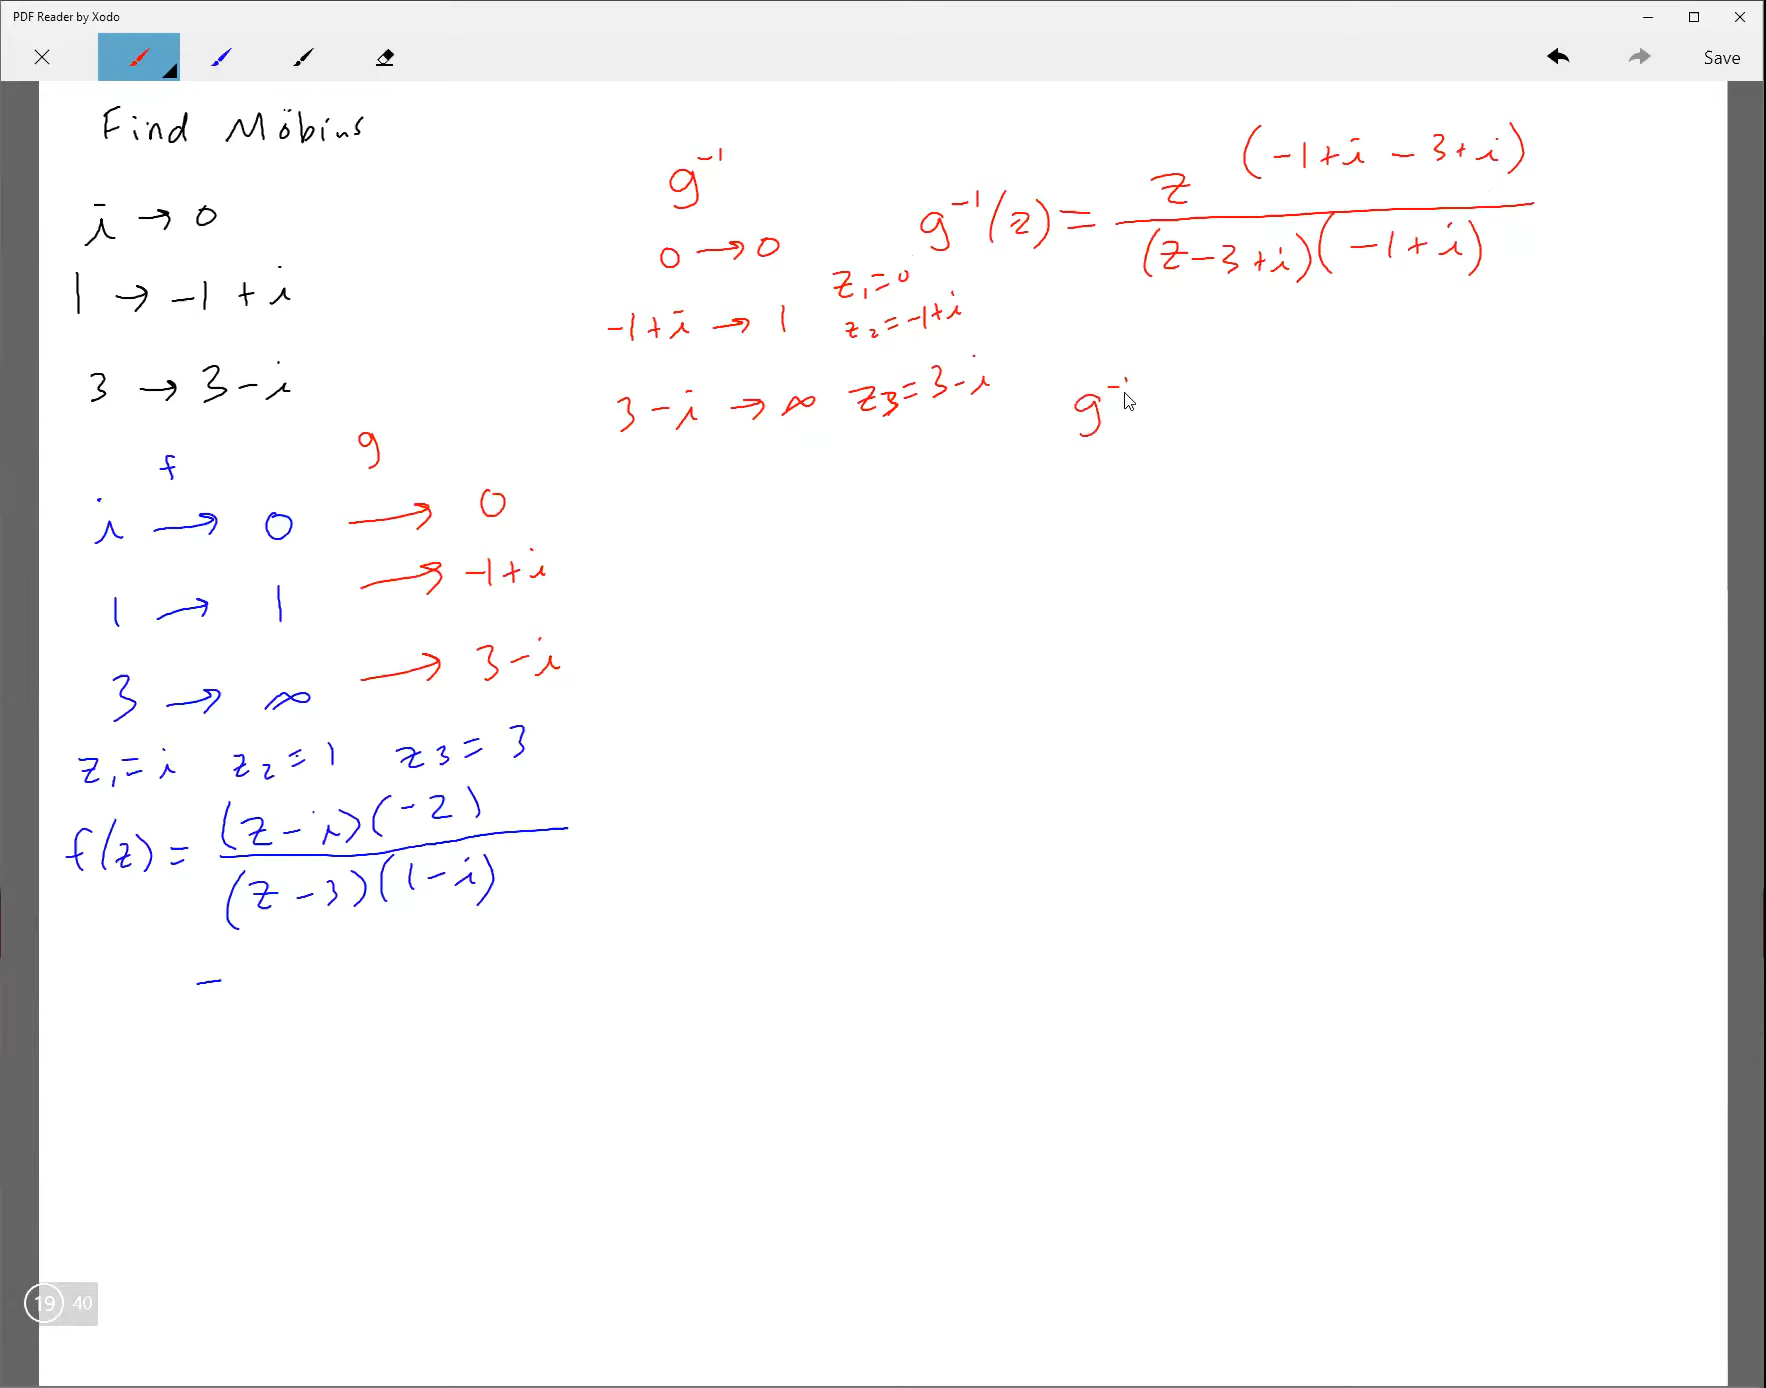 PDF Reader by Xodo
Save
Find Möbius
i → 0
1 → -1 + i
3 → 3 - i
f g
i → 0 → 0
1 → 1 → -1 + i
3 → ∞ → 3 - i
z₁ = i z₂ = 1 z3 = 3
f(z) = (z - i)(-2)
(z - 3)(1 - i)
-
g⁻¹
0 → 0 z₁ = 0
-1 + i → 1 z₂ = -1 + i
3 - i → ∞ z3 = 3 - i
g⁻¹(z) = z (-1 + i - 3 + i)
(z - 3 + i)(-1 + i)
g⁻¹
19 40